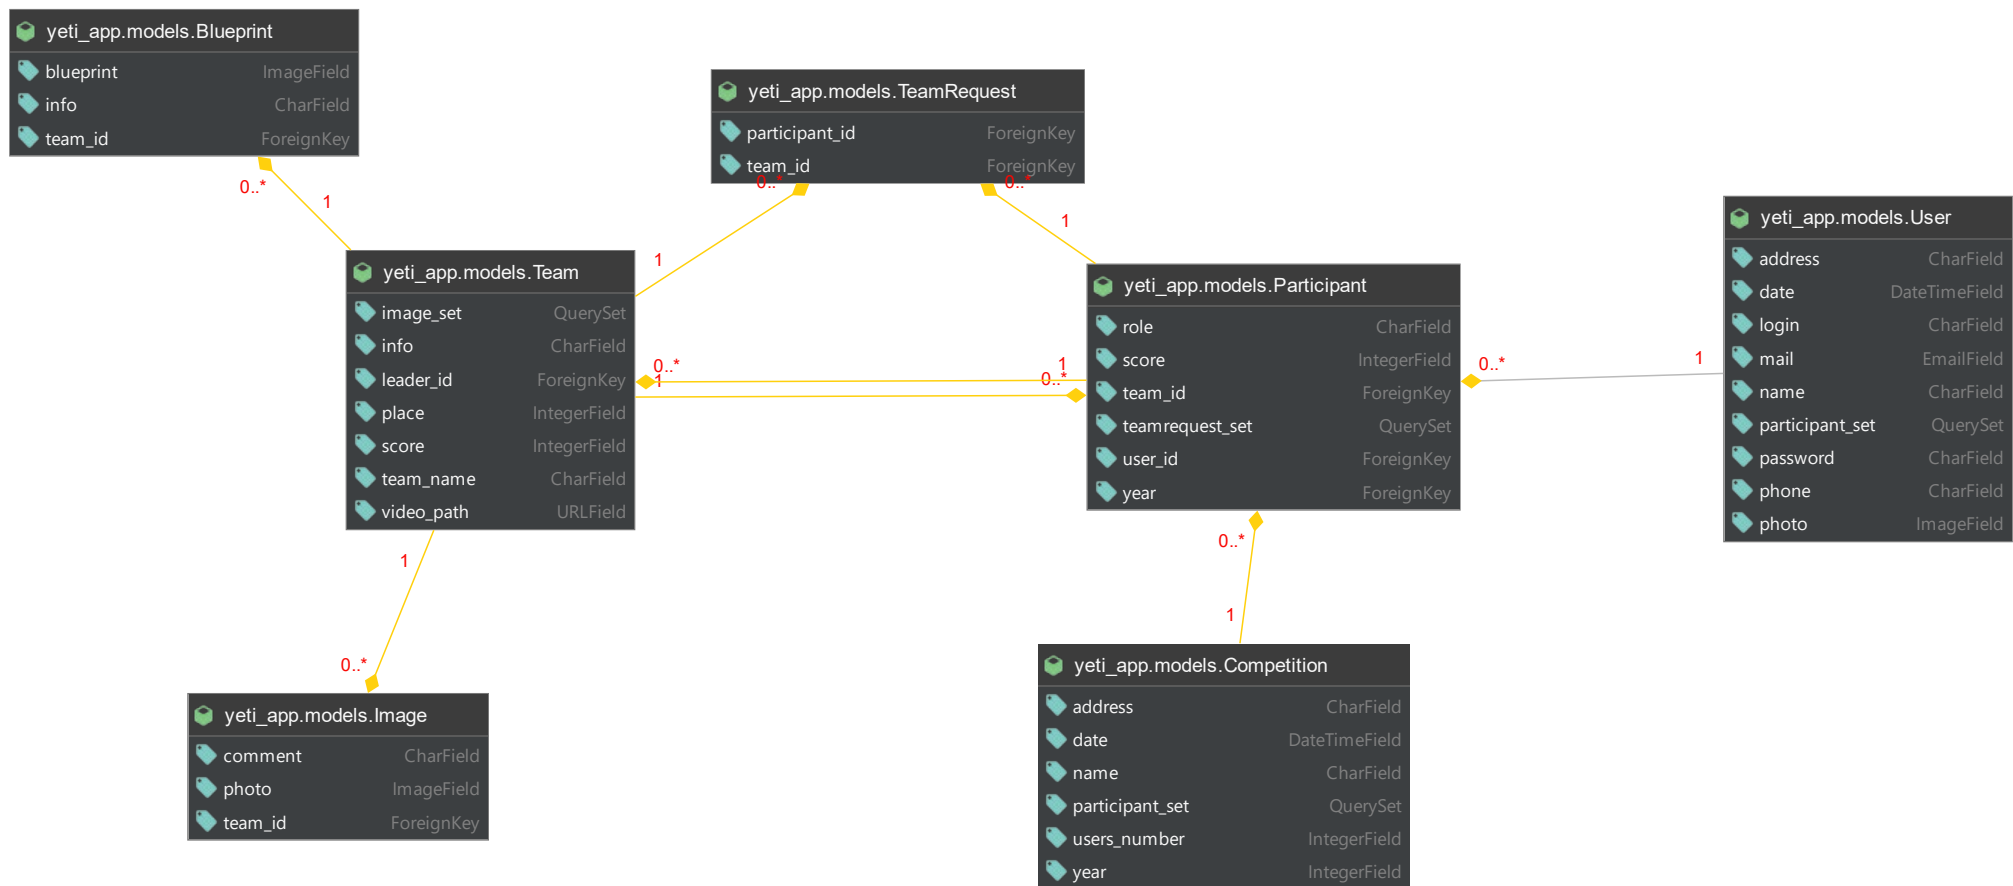 yeti_app.models.Blueprint
blueprint ImageField
info CharField
team_id ForeignKey
0..*
1
yeti_app.models.TeamRequest
participant_id ForeignKey
team_id ForeignKey
0..*
0..*
1
1
yeti_app.models.Team
image_set QuerySet
info CharField
leader_id ForeignKey
place IntegerField
score IntegerField
team_name CharField
video_path URLField
0..*
1
1
0..*
yeti_app.models.Participant
role CharField
score IntegerField
team_id ForeignKey
teamrequest_set QuerySet
user_id ForeignKey
year ForeignKey
0..*
1
yeti_app.models.User
address CharField
date DateTimeField
login CharField
mail EmailField
name CharField
participant_set QuerySet
password CharField
phone CharField
photo ImageField
1
0..*
yeti_app.models.Image
comment CharField
photo ImageField
team_id ForeignKey
0..*
1
yeti_app.models.Competition
address CharField
date DateTimeField
name CharField
participant_set QuerySet
users_number IntegerField
year IntegerField